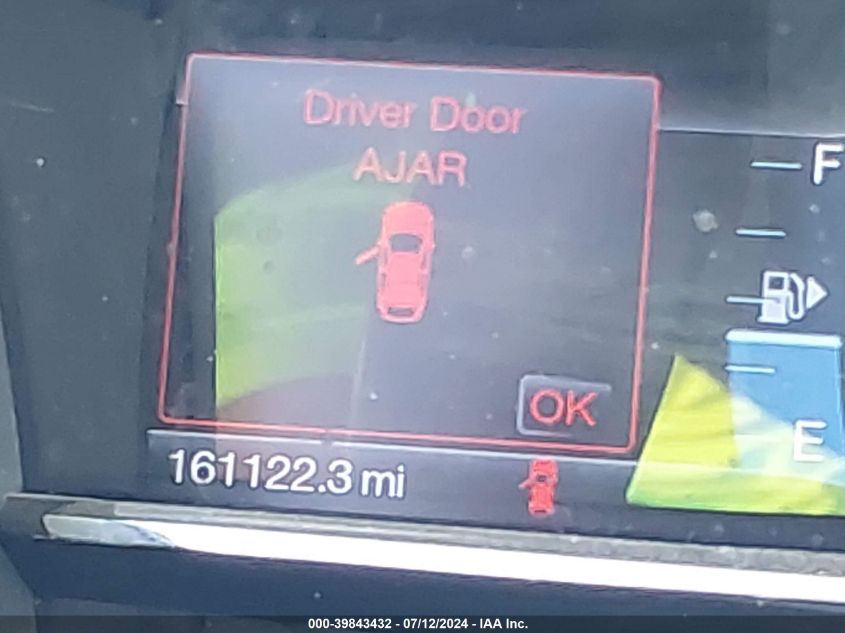 Driver Door
AJAR
F
OK
E
161122.3 mi
000-39843432 - 07/12/2024 - IAA Inc.